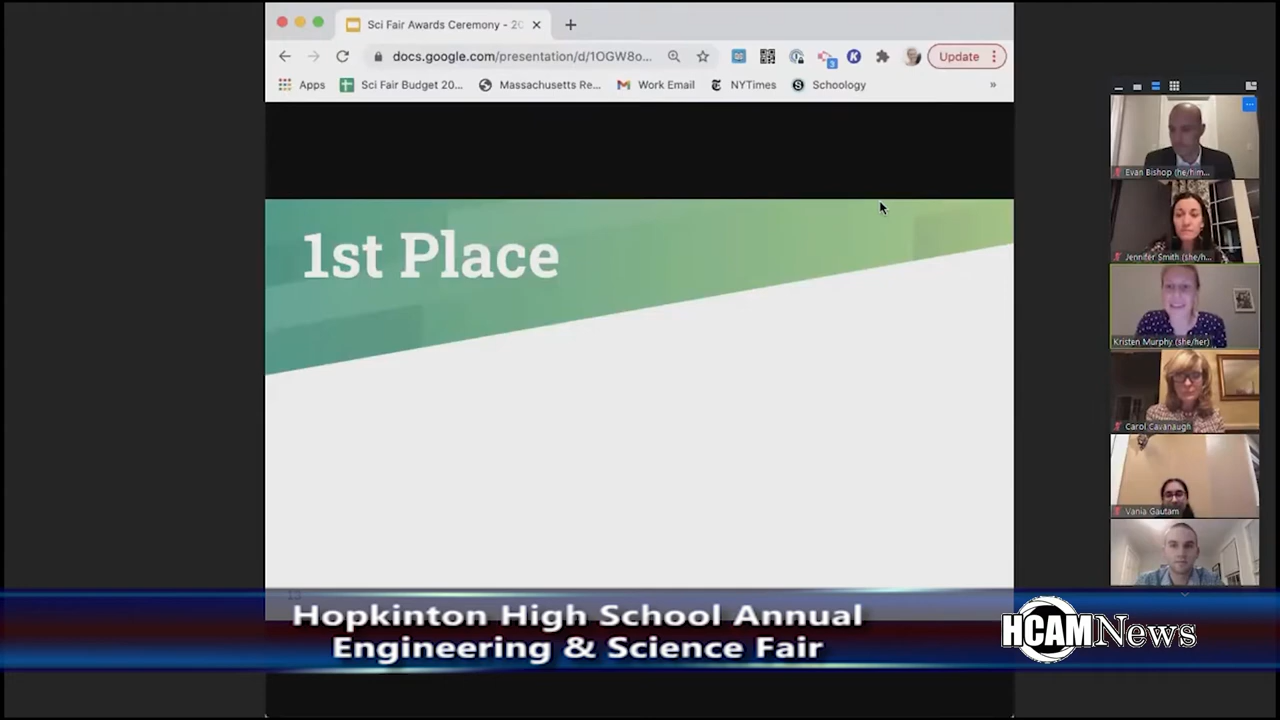 Sci Fair Awards Ceremony - 20
docs.google.com/presentation/d/1OGW8o...
Update
3
Apps
Sci Fair Budget 20...
Massachusetts Re...
Work Email
NYTimes
Schoology
»
1st Place
Evan Bishop (he/him...
Jennifer Smith (she/h...
Kristen Murphy (she/her)
Carol Cavanaugh
Vania Gautam
Hopkinton High School Annual
Engineering & Science Fair
HCAMNews